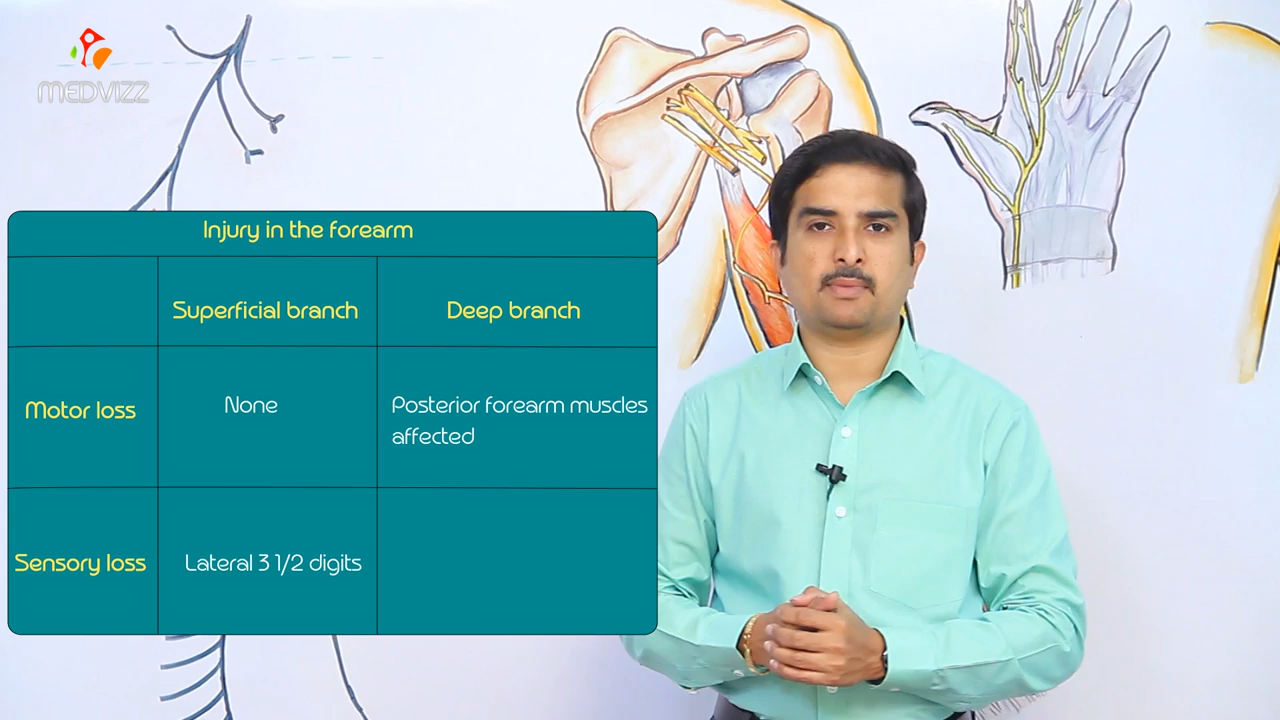 MEDVIZZ
Injury in the forearm
Superficial branch
Deep branch
Motor loss
None
Posterior forearm muscles
affected
Sensory loss
Lateral 3 1/2 digits